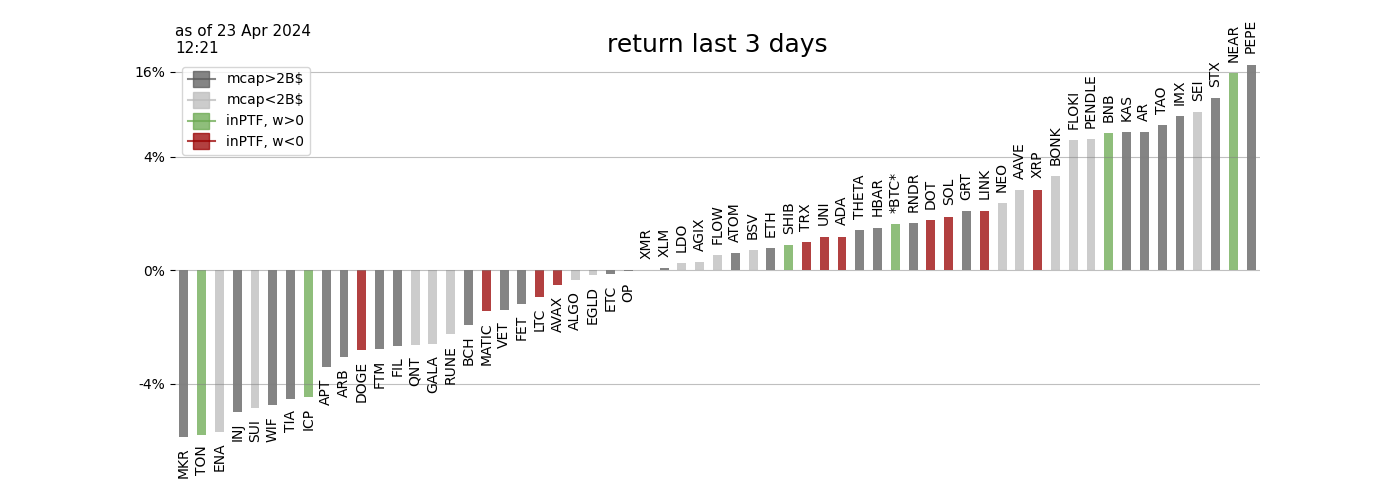 as of 23 Apr 2024
12:21
return last 3 days
mcap>2B$
mcap<2B$
inPTF, w>0
inPTF, w<0
16%
4%
0%
-4%
MKR
TON
ENA
INJ
SUI
WIF
TIA
ICP
APT
ARB
DOGE
FTM
FIL
QNT
GALA
RUNE
BCH
MATIC
VET
FET
LTC
AVAX
ALGO
EGLD
ETC
OP
XMR
XLM
LDO
AGIX
FLOW
ATOM
BSV
ETH
SHIB
TRX
UNI
ADA
THETA
HBAR
*BTC*
RNDR
DOT
SOL
GRT
LINK
NEO
AAVE
XRP
BONK
FLOKI
PENDLE
BNB
KAS
AR
TAO
IMX
SEI
STX
NEAR
PEPE